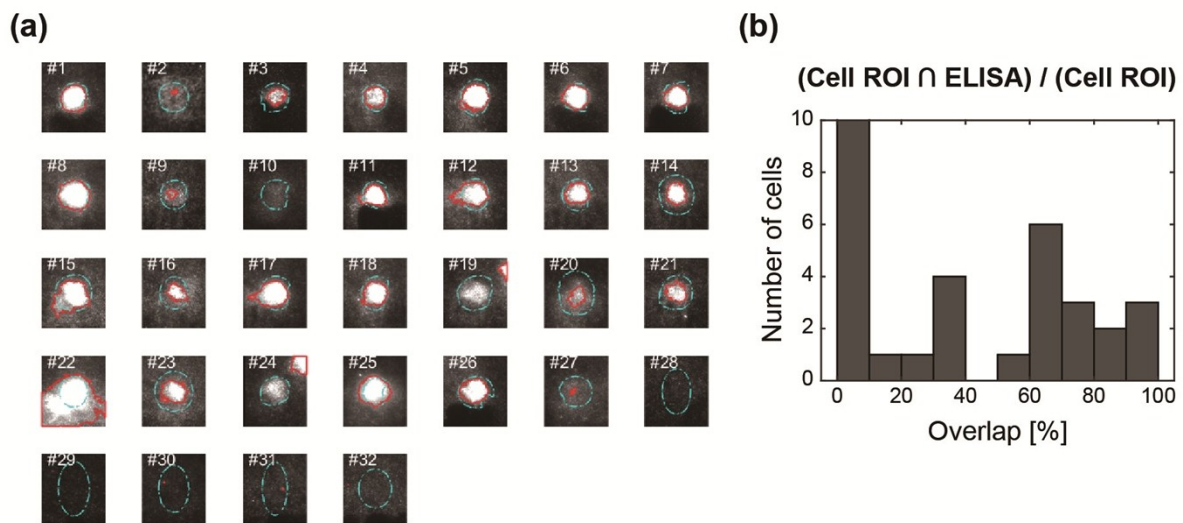 (a)
#1 #2 #3 #4 #5 #6 #7
#8 #9 #10 #11 #12 #13 #14
#15 #16 #17 #18 #19 #20 #21
#22 #23 #24 #25 #26 #27 #28
#29 #30 #31 #32
(b)
(Cell ROI ∩ ELISA) / (Cell ROI)
10
8
6
4
2
0
Number of cells
0 20 40 60 80 100
Overlap [%]